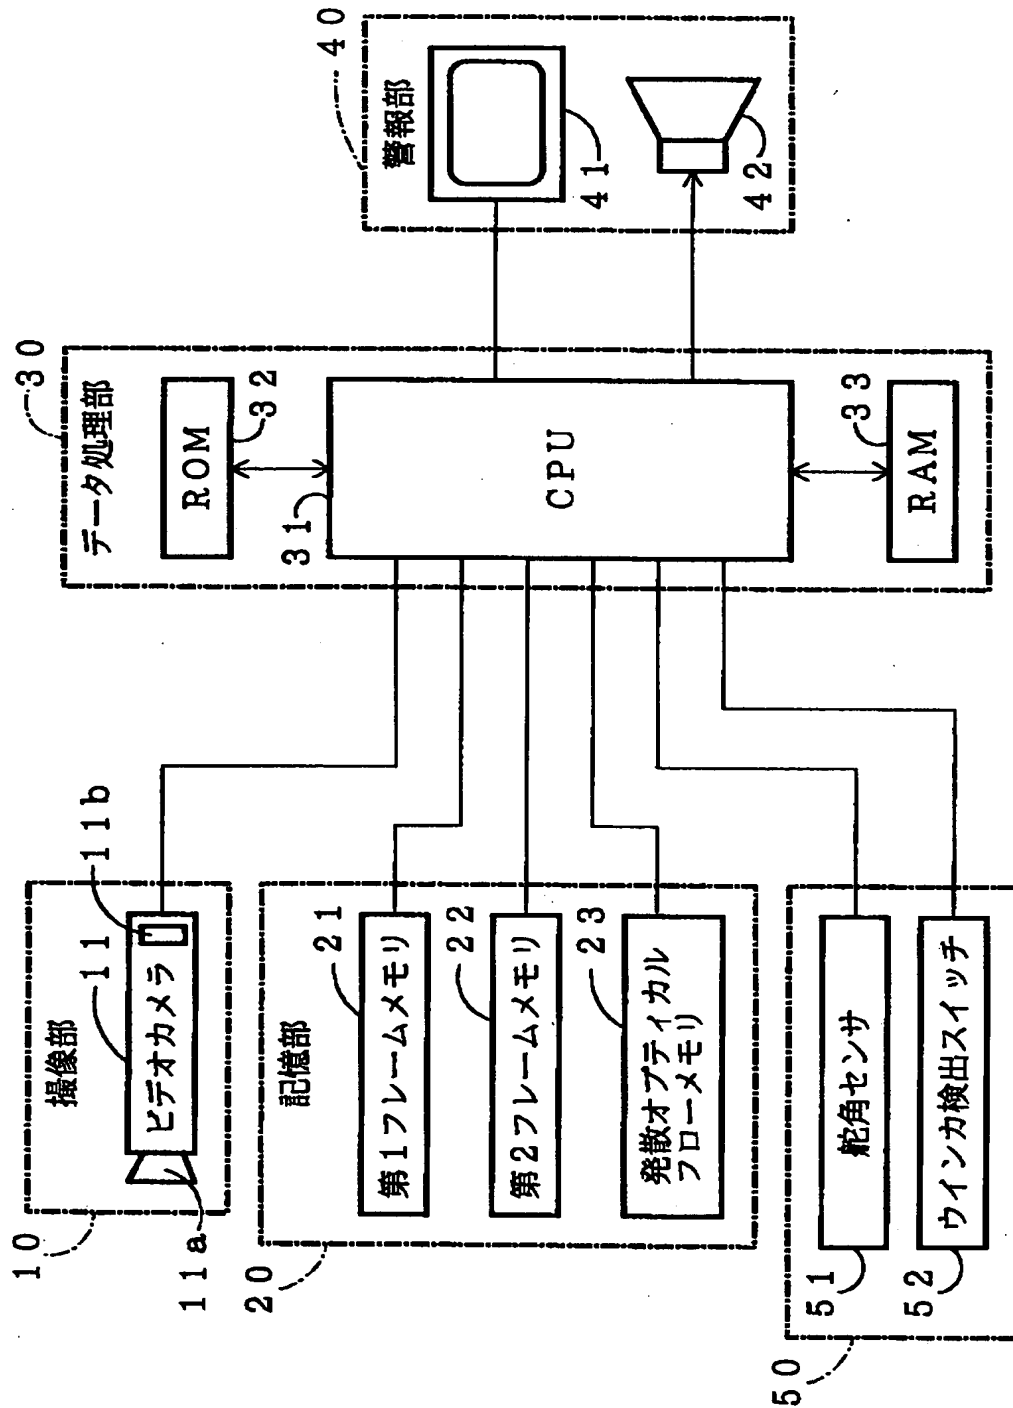 10
撮像部
11
11b
ビデオカメラ
11a
20
記憶部
21
第1フレームメモリ
22
第2フレームメモリ
23
発散オプティカル
フローメモリ
50
51
舵角センサ
52
ウインカ検出スイッチ
30
データ処理部
ROM
32
31
CPU
33
RAM
40
警報部
41
42